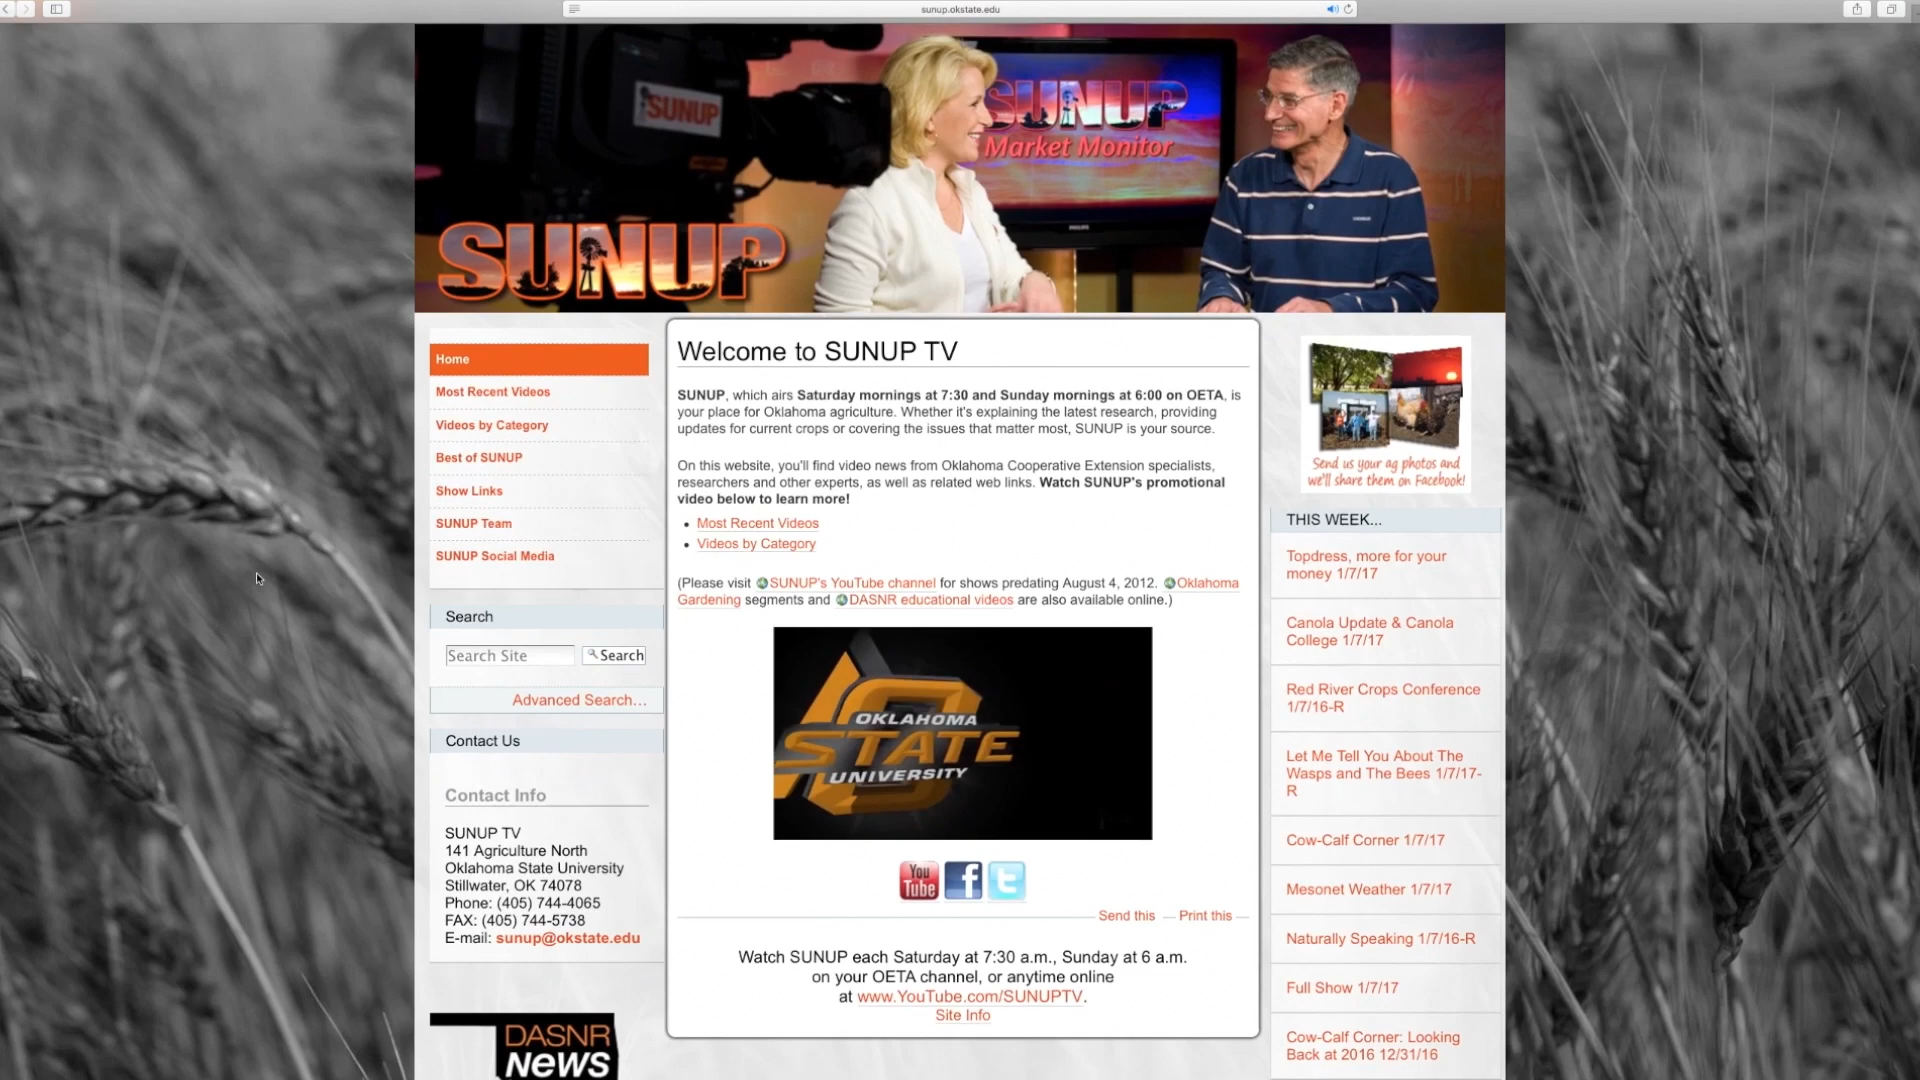 sunup.okstate.edu
SUNUP
SUNUP
Market Monitor
PHILIPS
SUNUP
Home
Most Recent Videos
Videos by Category
Best of SUNUP
Show Links
SUNUP Team
SUNUP Social Media
Search
Search Site
Search
Advanced Search...
Contact Us
Contact Info
SUNUP TV
141 Agriculture North
Oklahoma State University
Stillwater, OK 74078
Phone: (405) 744-4065
FAX: (405) 744-5738
E-mail: sunup@okstate.edu
DASNR
NeWS
Welcome to SUNUP TV
SUNUP, which airs Saturday mornings at 7:30 and Sunday mornings at 6:00 on OETA, is
your place for Oklahoma agriculture. Whether it's explaining the latest research, providing
updates for current crops or covering the issues that matter most, SUNUP is your source.
On this website, you'll find video news from Oklahoma Cooperative Extension specialists,
researchers and other experts, as well as related web links. Watch SUNUP's promotional
video below to learn more!
• Most Recent Videos
• Videos by Category
(Please visit SUNUP's YouTube channel for shows predating August 4, 2012. Oklahoma
Gardening segments and DASNR educational videos are also available online.)
OKLAHOMA
STATE
UNIVERSITY
You
Tube
f
t
Send this — Print this —
Watch SUNUP each Saturday at 7:30 a.m., Sunday at 6 a.m.
on your OETA channel, or anytime online
at www.YouTube.com/SUNUPTV.
Site Info
Send us your ag photos and
we'll share them on Facebook!
THIS WEEK...
Topdress, more for your
money 1/7/17
Canola Update & Canola
College 1/7/17
Red River Crops Conference
1/7/16-R
Let Me Tell You About The
Wasps and The Bees 1/7/17-
R
Cow-Calf Corner 1/7/17
Mesonet Weather 1/7/17
Naturally Speaking 1/7/16-R
Full Show 1/7/17
Cow-Calf Corner: Looking
Back at 2016 12/31/16